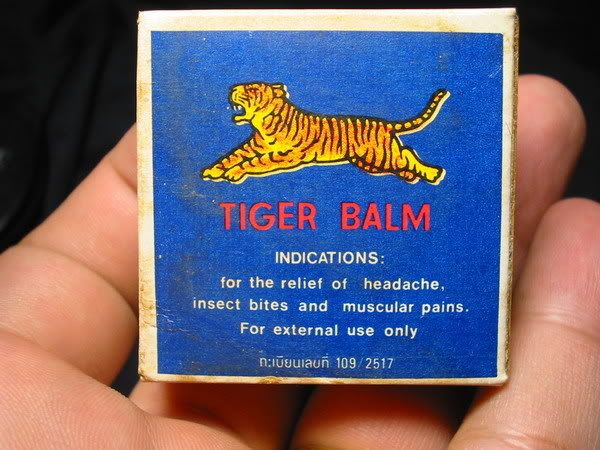 TIGER BALM
INDICATIONS:
for the relief of headache,
insect bites and muscular pains.
For external use only
ทะเบียนเลขที่ 109/2517